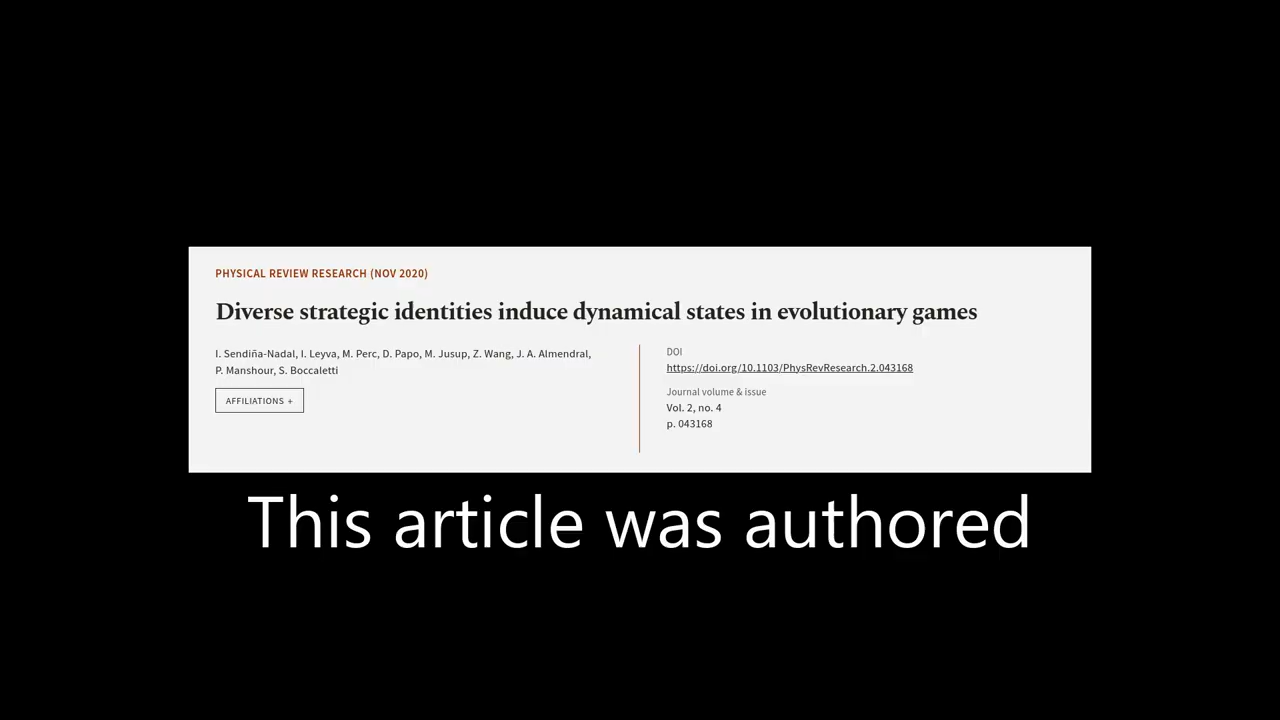 PHYSICAL REVIEW RESEARCH (NOV 2020)
Diverse strategic identities induce dynamical states in evolutionary games
I. Sendiña-Nadal, I. Leyva, M. Perc, D. Papo, M. Jusup, Z. Wang, J. A. Almendral,
P. Manshour, S. Boccaletti
AFFILIATIONS +
DOI
https://doi.org/10.1103/PhysRevResearch.2.043168
Journal volume & issue
Vol. 2, no. 4
p. 043168
This article was authored